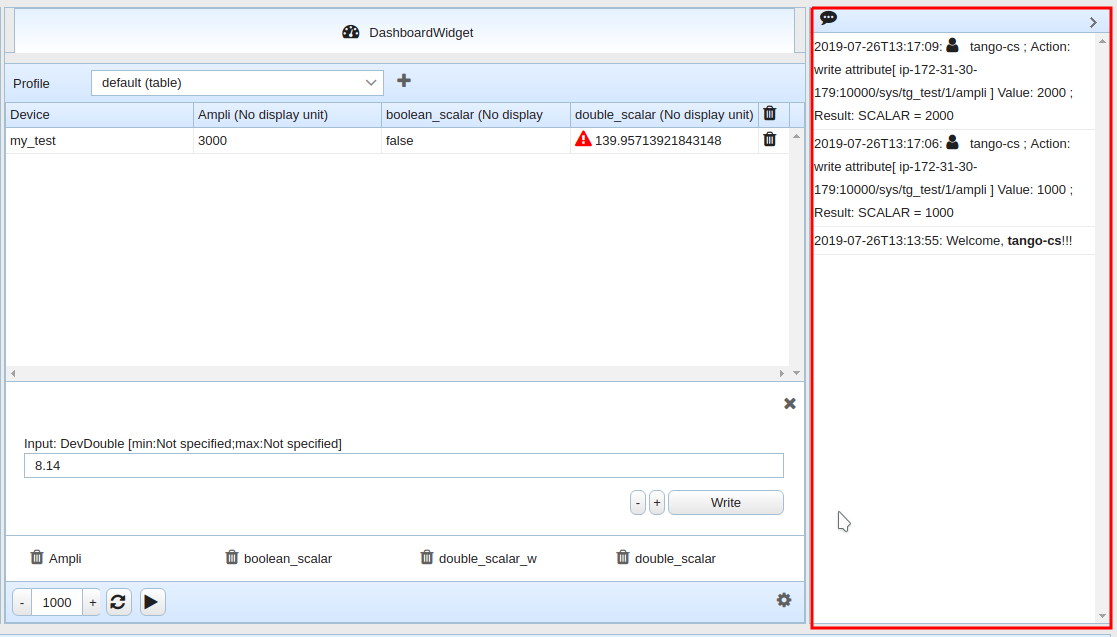 DashboardWidget
Profile
default (table)
Device Ampli (No display unit) boolean_scalar (No display double_scalar (No display unit)
my_test 3000 false 139.95713921843148
Input: DevDouble [min:Not specified;max:Not specified]
8.14
- + Write
Ampli boolean_scalar double_scalar_w double_scalar
- 1000 +
2019-07-26T13:17:09: tango-cs ; Action:
write attribute[ ip-172-31-30-
179:10000/sys/tg_test/1/ampli ] Value: 2000 ;
Result: SCALAR = 2000
2019-07-26T13:17:06: tango-cs ; Action:
write attribute[ ip-172-31-30-
179:10000/sys/tg_test/1/ampli ] Value: 1000 ;
Result: SCALAR = 1000
2019-07-26T13:13:55: Welcome, tango-cs!!!